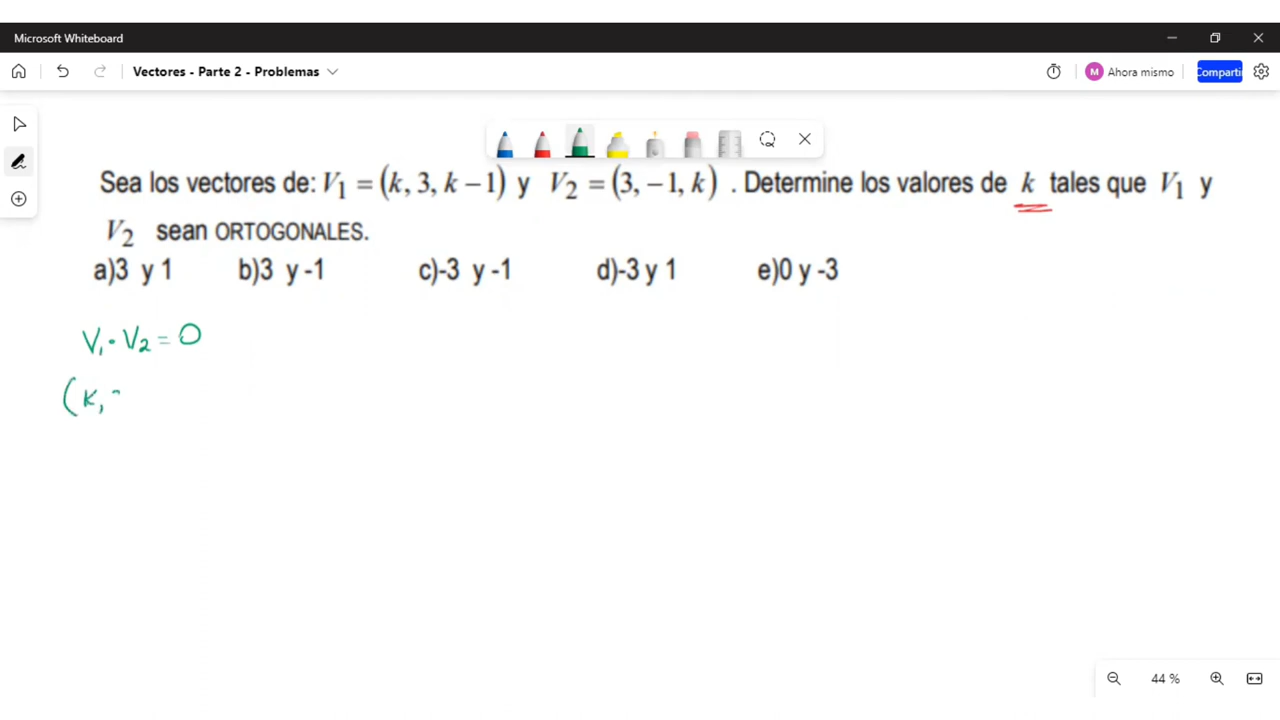 Microsoft Whiteboard
Vectores - Parte 2 - Problemas
Ahora mismo
Comparti
M
Sea los vectores de: V₁ = (k, 3, k − 1) y V₂ = (3, −1, k) . Determine los valores de k tales que V₁ y
V₂ sean ORTOGONALES.
a)3 y 1 b)3 y -1 c)-3 y -1 d)-3 y 1 e)0 y -3
V₁ · V₂ = 0
(k,
44 %